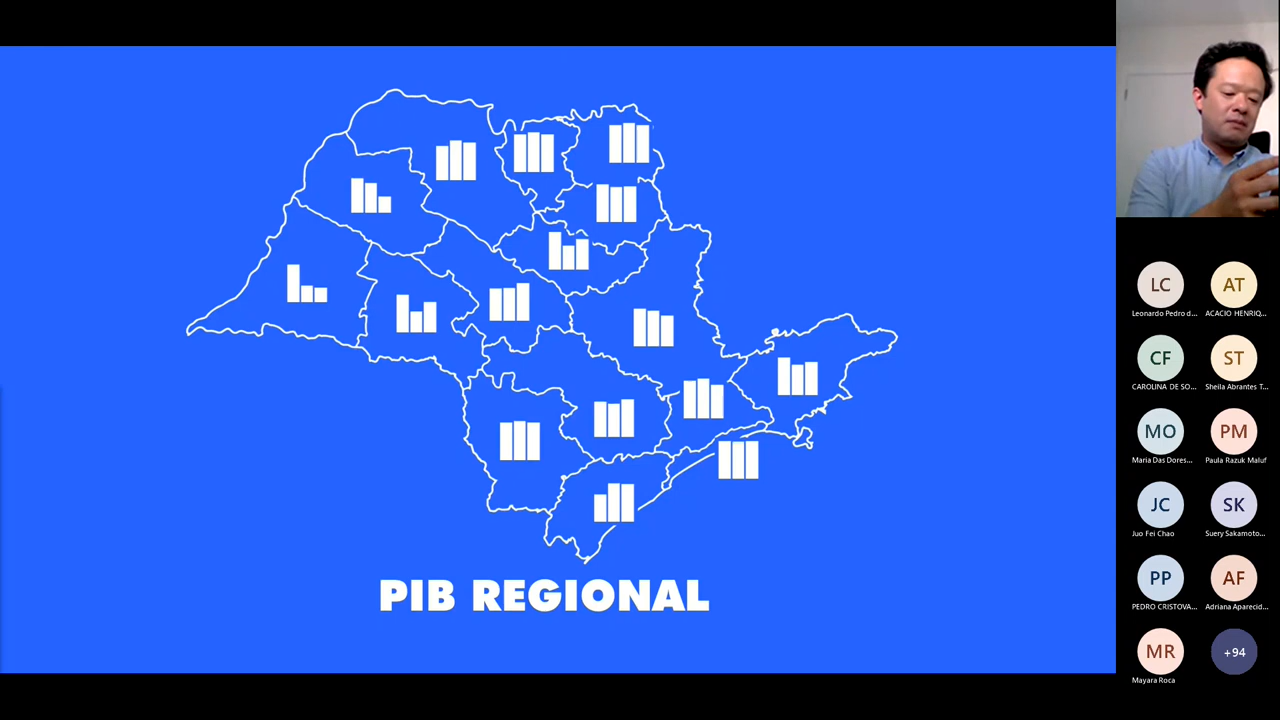 PIB REGIONAL
LC
AT
Leonardo Pedro d...
ACACIO HENRIQ...
CF
ST
CAROLINA DE SO...
Sheila Abrantes T...
MO
PM
Maria Das Dores...
Paula Razuk Maluf
JC
SK
Juo Fei Chao
Suery Sakamoto...
PP
AF
PEDRO CRISTOVA...
Adriana Aparecid...
MR
+94
Mayara Roca